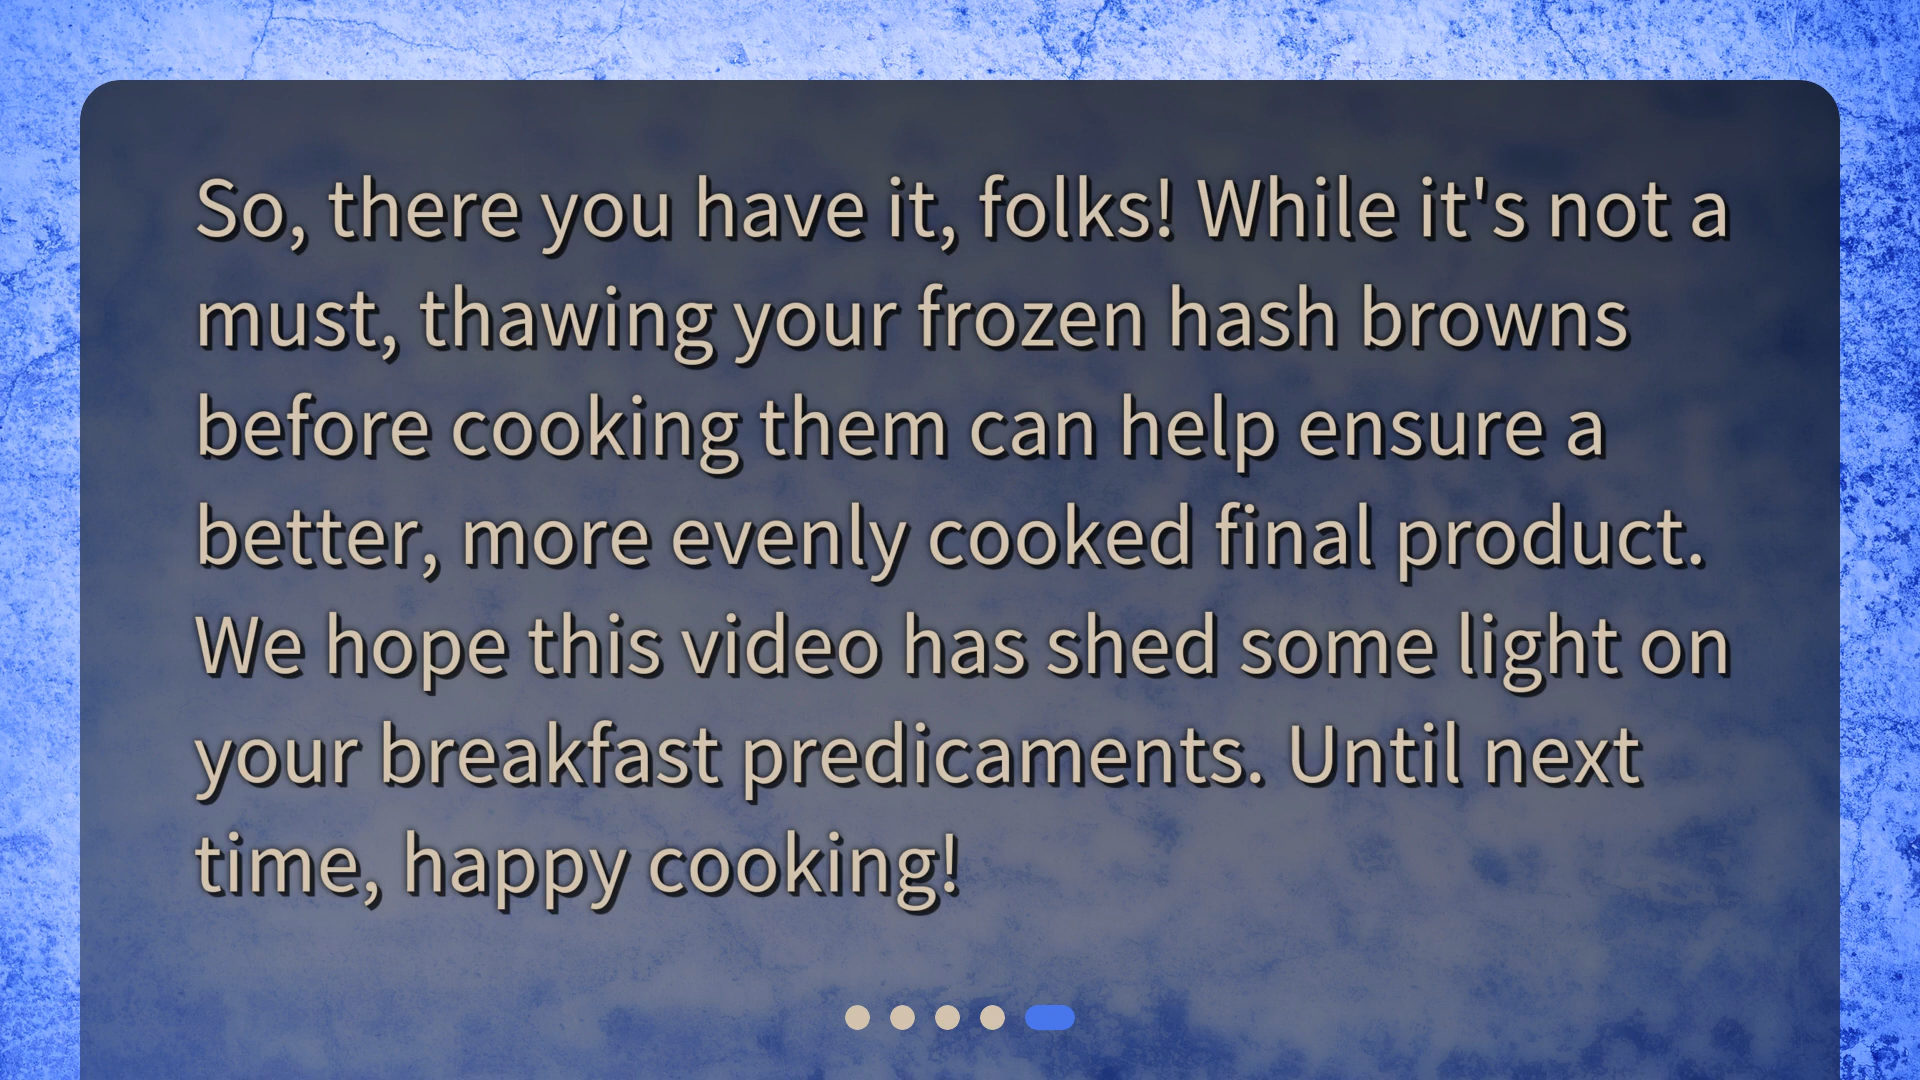 So, there you have it, folks! While it's not a
must, thawing your frozen hash browns
before cooking them can help ensure a
better, more evenly cooked final product.
We hope this video has shed some light on
your breakfast predicaments. Until next
time, happy cooking!